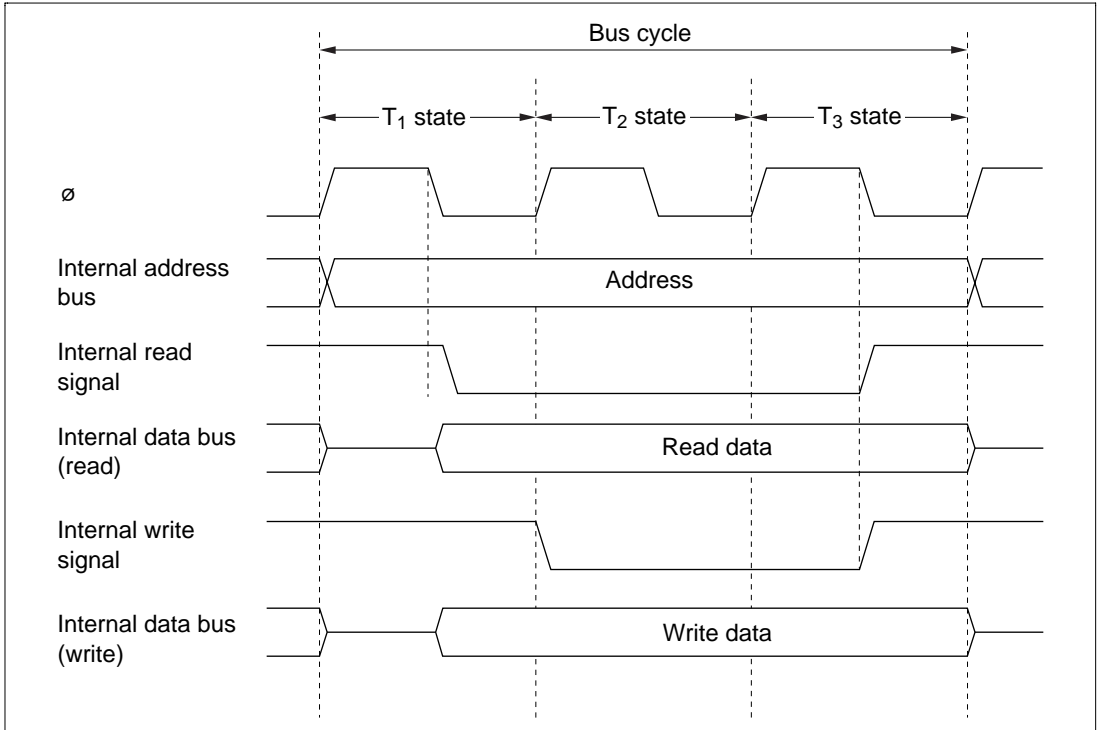 Bus cycle
T₁ state
T₂ state
T₃ state
ø
Internal address
bus
Address
Internal read
signal
Internal data bus
(read)
Read data
Internal write
signal
Internal data bus
(write)
Write data